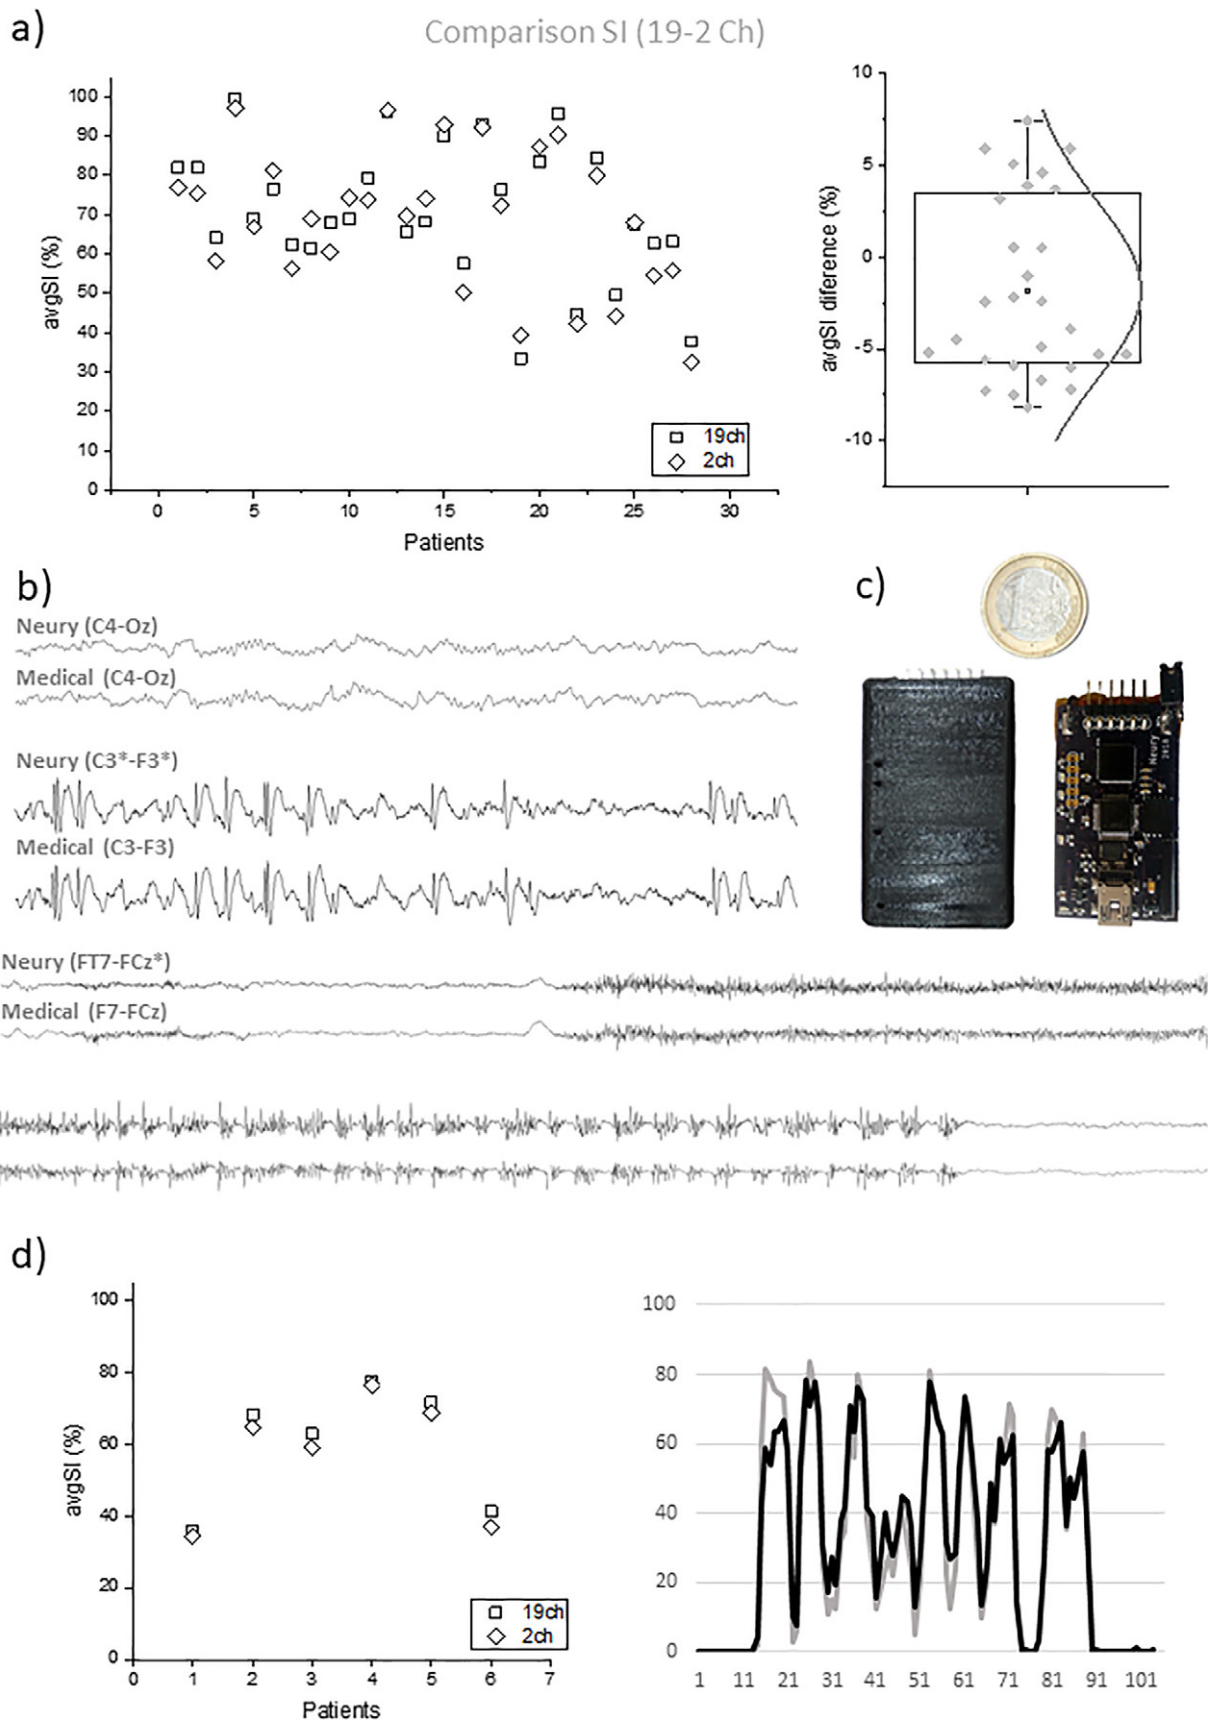 a)
Comparison SI (19-2 Ch)
100
90
80
70
60
50
40
30
20
10
0
avgSI (%)
0 5 10 15 20 25 30
Patients
19ch
2ch
10
5
0
-5
-10
avgSI diference (%)
b)
Neury (C4-Oz)
Medical (C4-Oz)
Neury (C3*-F3*)
Medical (C3-F3)
Neury (FT7-FCz*)
Medical (F7-FCz)
c)
1
Neury
2018
d)
100
80
60
40
20
0
avgSI (%)
0 1 2 3 4 5 6 7
Patients
19ch
2ch
100
80
60
40
20
0
1 11 21 31 41 51 61 71 81 91 101